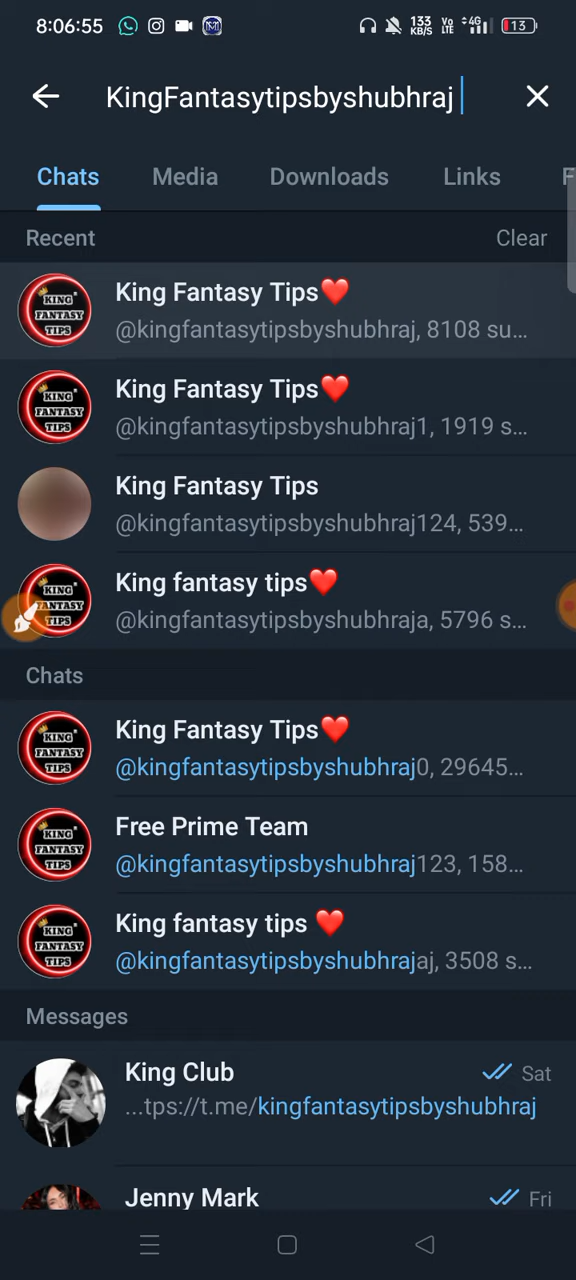 8:06:55 133 KB/S Vo LTE 4G 13
KingFantasytipsbyshubhraj
Chats Media Downloads Links F
Recent Clear
KING FANTASY TIPS
King Fantasy Tips❤️
@kingfantasytipsbyshubhraj, 8108 su...
KING FANTASY TIPS
King Fantasy Tips❤️
@kingfantasytipsbyshubhraj1, 1919 s...
King Fantasy Tips
@kingfantasytipsbyshubhraj124, 539...
KING FANTASY TIPS
King fantasy tips❤️
@kingfantasytipsbyshubhraja, 5796 s...
Chats
KING FANTASY TIPS
King Fantasy Tips❤️
@kingfantasytipsbyshubhraj0, 29645...
KING FANTASY TIPS
Free Prime Team
@kingfantasytipsbyshubhraj123, 158...
KING FANTASY TIPS
King fantasy tips ❤️
@kingfantasytipsbyshubhrajaj, 3508 s...
Messages
King Club Sat
...tps://t.me/kingfantasytipsbyshubhraj
Jenny Mark Fri